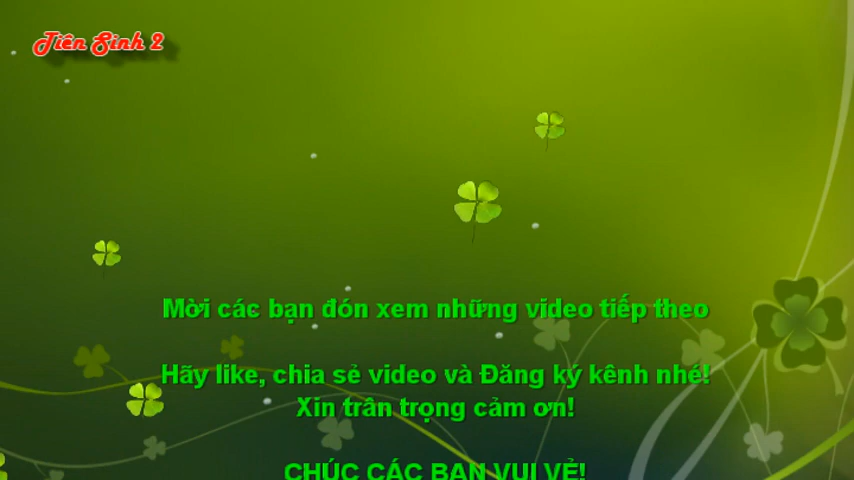 Tiên Sinh 2
Mời các bạn đón xem những video tiếp theo
Hãy like, chia sẻ video và Đăng ký kênh nhé!
Xin trân trọng cảm ơn!
CHÚC CÁC BẠN VUI VẺ!